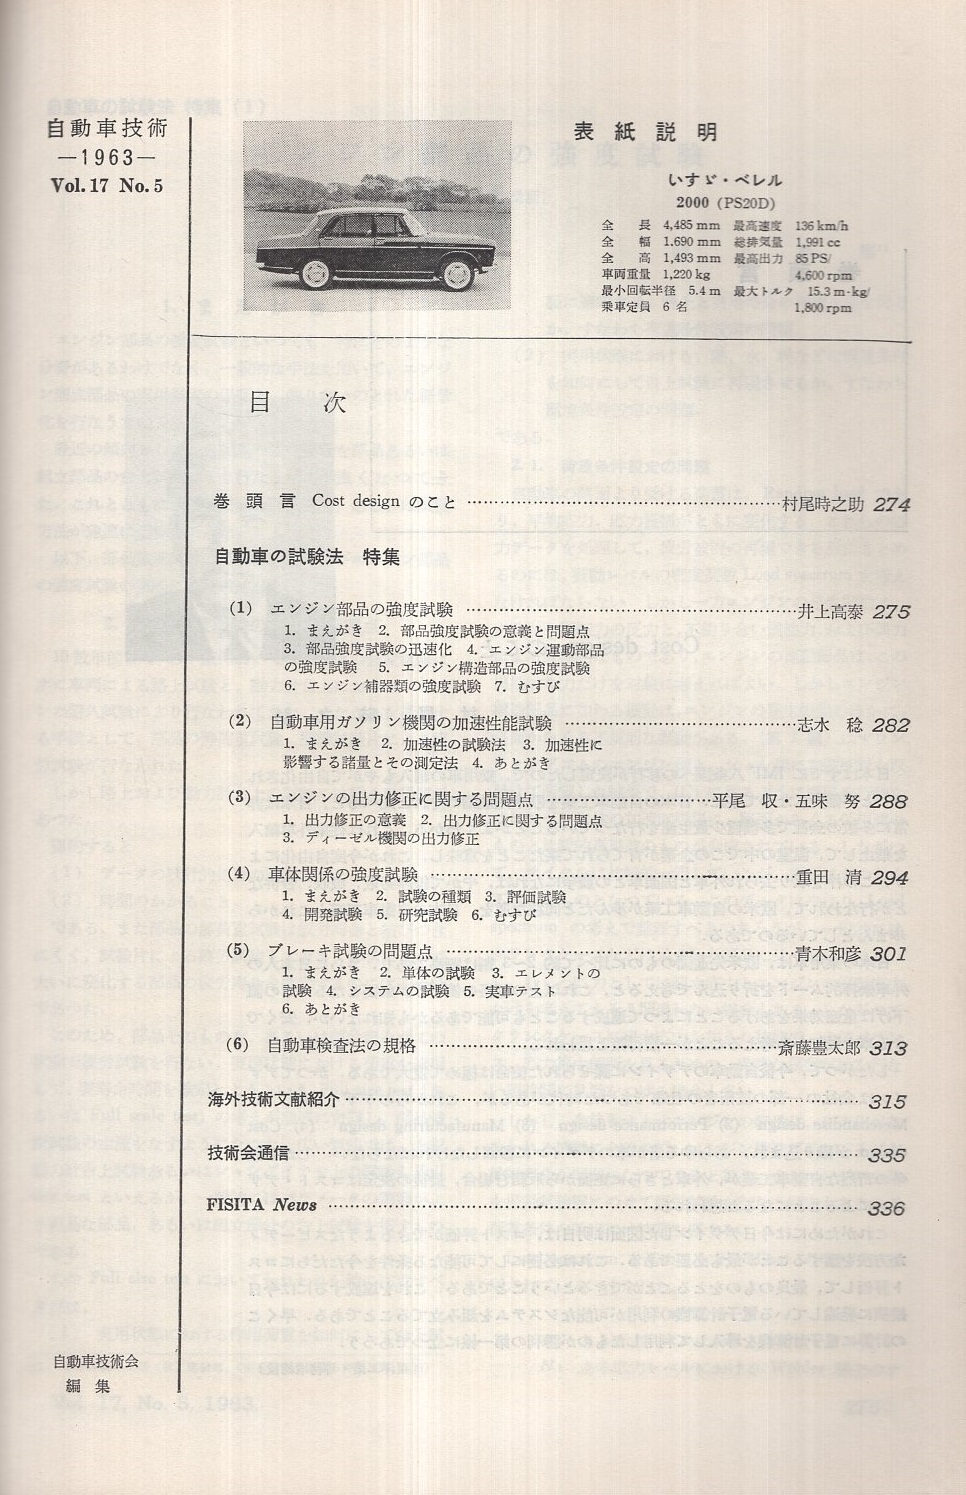 自動車技術
—1963—
Vol. 17 No. 5
表紙説明
いすゞ・ベレル
2000 (PS20D)
全長 4,485 mm 最高速度 136 km/h
全幅 1.690 mm 総排気量 1,991 cc
全高 1,493 mm 最高出力 85 PS/
車両重量 1,220 kg 4,600 rpm
最小回転半径 5.4 m 最大トルク 15.3 m·kg/
乗車定員 6 名 1,800 rpm
目次
巻頭言 Cost design のこと ……… 村尾時之助 274
自動車の試験法 特集
(1) エンジン部品の強度試験 ……… 井上高泰 275
1. まえがき 2. 部品強度試験の意義と問題点
3. 部品強度試験の迅速化 4. エンジン運動部品
の強度試験 5. エンジン構造部品の強度試験
6. エンジン補器類の強度試験 7. むすび
(2) 自動車用ガソリン機関の加速性能試験 ……… 志水 稔 282
1. まえがき 2. 加速性の試験法 3. 加速性に
影響する諸量とその測定法 4. あとがき
(3) エンジンの出力修正に関する問題点 ……… 平尾 収・五味 努 288
1. 出力修正の意義 2. 出力修正に関する問題点
3. ディーゼル機関の出力修正
(4) 車体関係の強度試験 ……… 重田 清 294
1. まえがき 2. 試験の種類 3. 評価試験
4. 開発試験 5. 研究試験 6. むすび
(5) ブレーキ試験の問題点 ……… 青木和彦 301
1. まえがき 2. 単体の試験 3. エレメントの
試験 4. システムの試験 5. 実車テスト
6. あとがき
(6) 自動車検査法の規格 ……… 斎藤豊太郎 313
海外技術文献紹介 ……… 315
技術会通信 ……… 335
FISITA News ……… 336
自動車技術会
編集